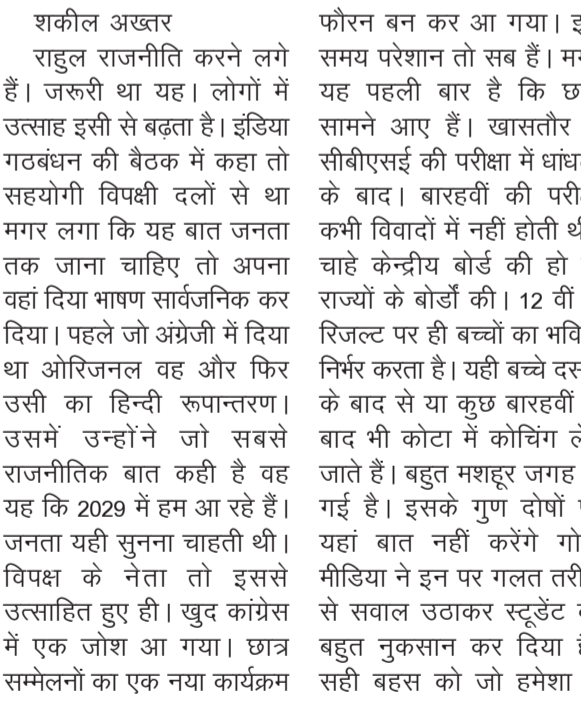 शकील अख्तर
राहुल राजनीति करने लगे
हैं। जरूरी था यह। लोगों में
उत्साह इसी से बढ़ता है। इंडिया
गठबंधन की बैठक में कहा तो
सहयोगी विपक्षी दलों से था
मगर लगा कि यह बात जनता
तक जाना चाहिए तो अपना
वहां दिया भाषण सार्वजनिक कर
दिया। पहले जो अंग्रेजी में दिया
था ओरिजनल वह और फिर
उसी का हिन्दी रूपान्तरण।
उसमें उन्होंने जो सबसे
राजनीतिक बात कही है वह
यह कि 2029 में हम आ रहे हैं।
जनता यही सुनना चाहती थी।
विपक्ष के नेता तो इससे
उत्साहित हुए ही। खुद कांग्रेस
में एक जोश आ गया। छात्र
सम्मेलनों का एक नया कार्यक्रम
फौरन बन कर आ गया।
समय परेशान तो सब हैं।
यह पहली बार है कि
सामने आए हैं। खासतौर
सीबीएसई की परीक्षा में
के बाद। बारहवीं की
कभी विवादों में नहीं होती
चाहे केन्द्रीय बोर्ड की हो
राज्यों के बोर्डों की। 12 वीं
रिजल्ट पर ही बच्चों का
निर्भर करता है। यही बच्चे
के बाद से या कुछ बारहवीं
बाद भी कोटा में कोचिंग
जाते हैं। बहुत मशहूर जगह
गई है। इसके गुण दोषों
यहां बात नहीं करेंगे
मीडिया ने इन पर गलत
से सवाल उठाकर स्टूडेंट
बहुत नुकसान कर दिया
सही बहस को जो हमेशा